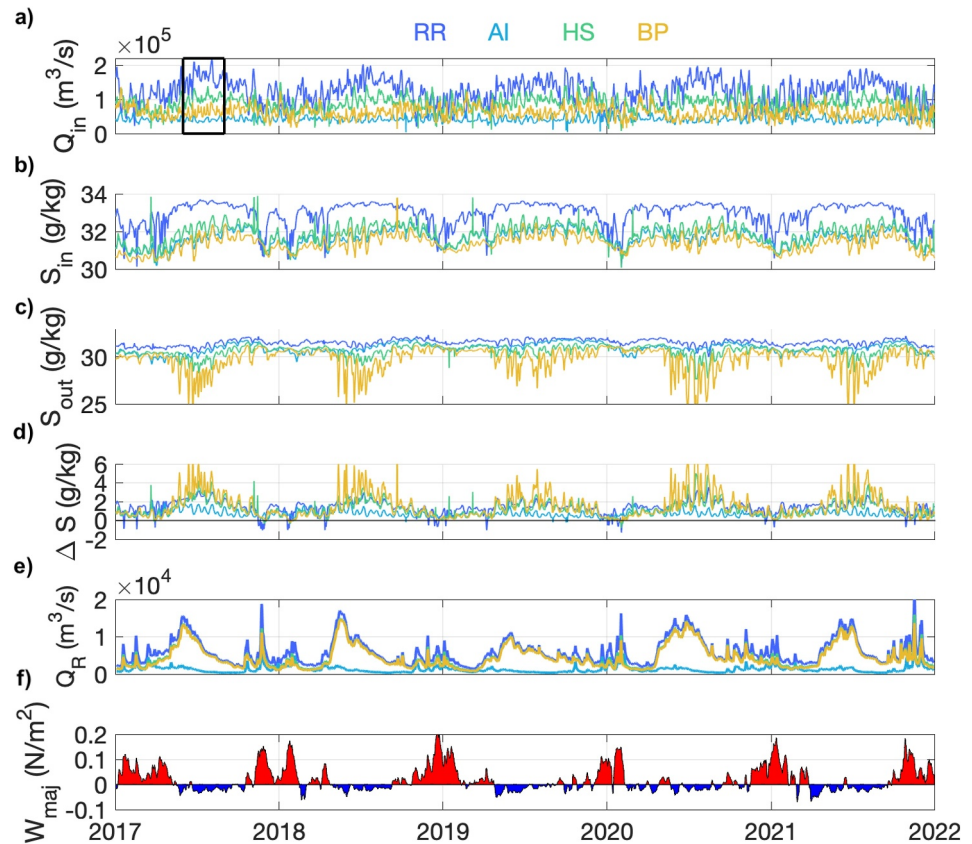 a)
RR AI HS BP
×10⁵
Q_in (m³/s)
2
1
0
b)
S_in (g/kg)
34
32
30
c)
S_out (g/kg)
30
25
d)
Δ S (g/kg)
6
4
2
0
-2
e)
×10⁴
Q_R (m³/s)
2
1
0
f)
W_maj (N/m²)
0.2
0.1
0
-0.1
2017 2018 2019 2020 2021 2022